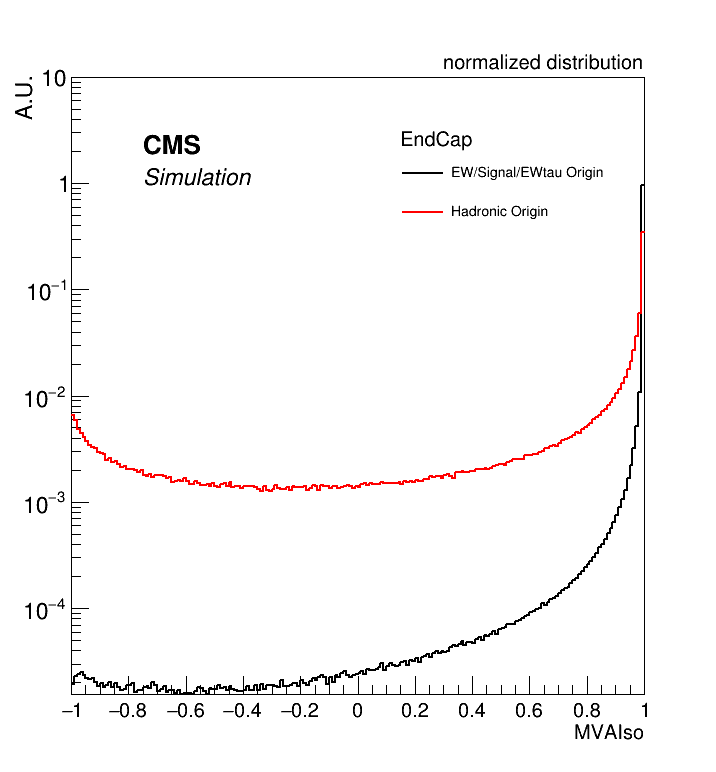 normalized distribution
A.U.
10
CMS
Simulation
EndCap
EW/Signal/EWtau Origin
Hadronic Origin
1
10⁻¹
10⁻²
10⁻³
10⁻⁴
−1 −0.8 −0.6 −0.4 −0.2 0 0.2 0.4 0.6 0.8 1
MVAIso